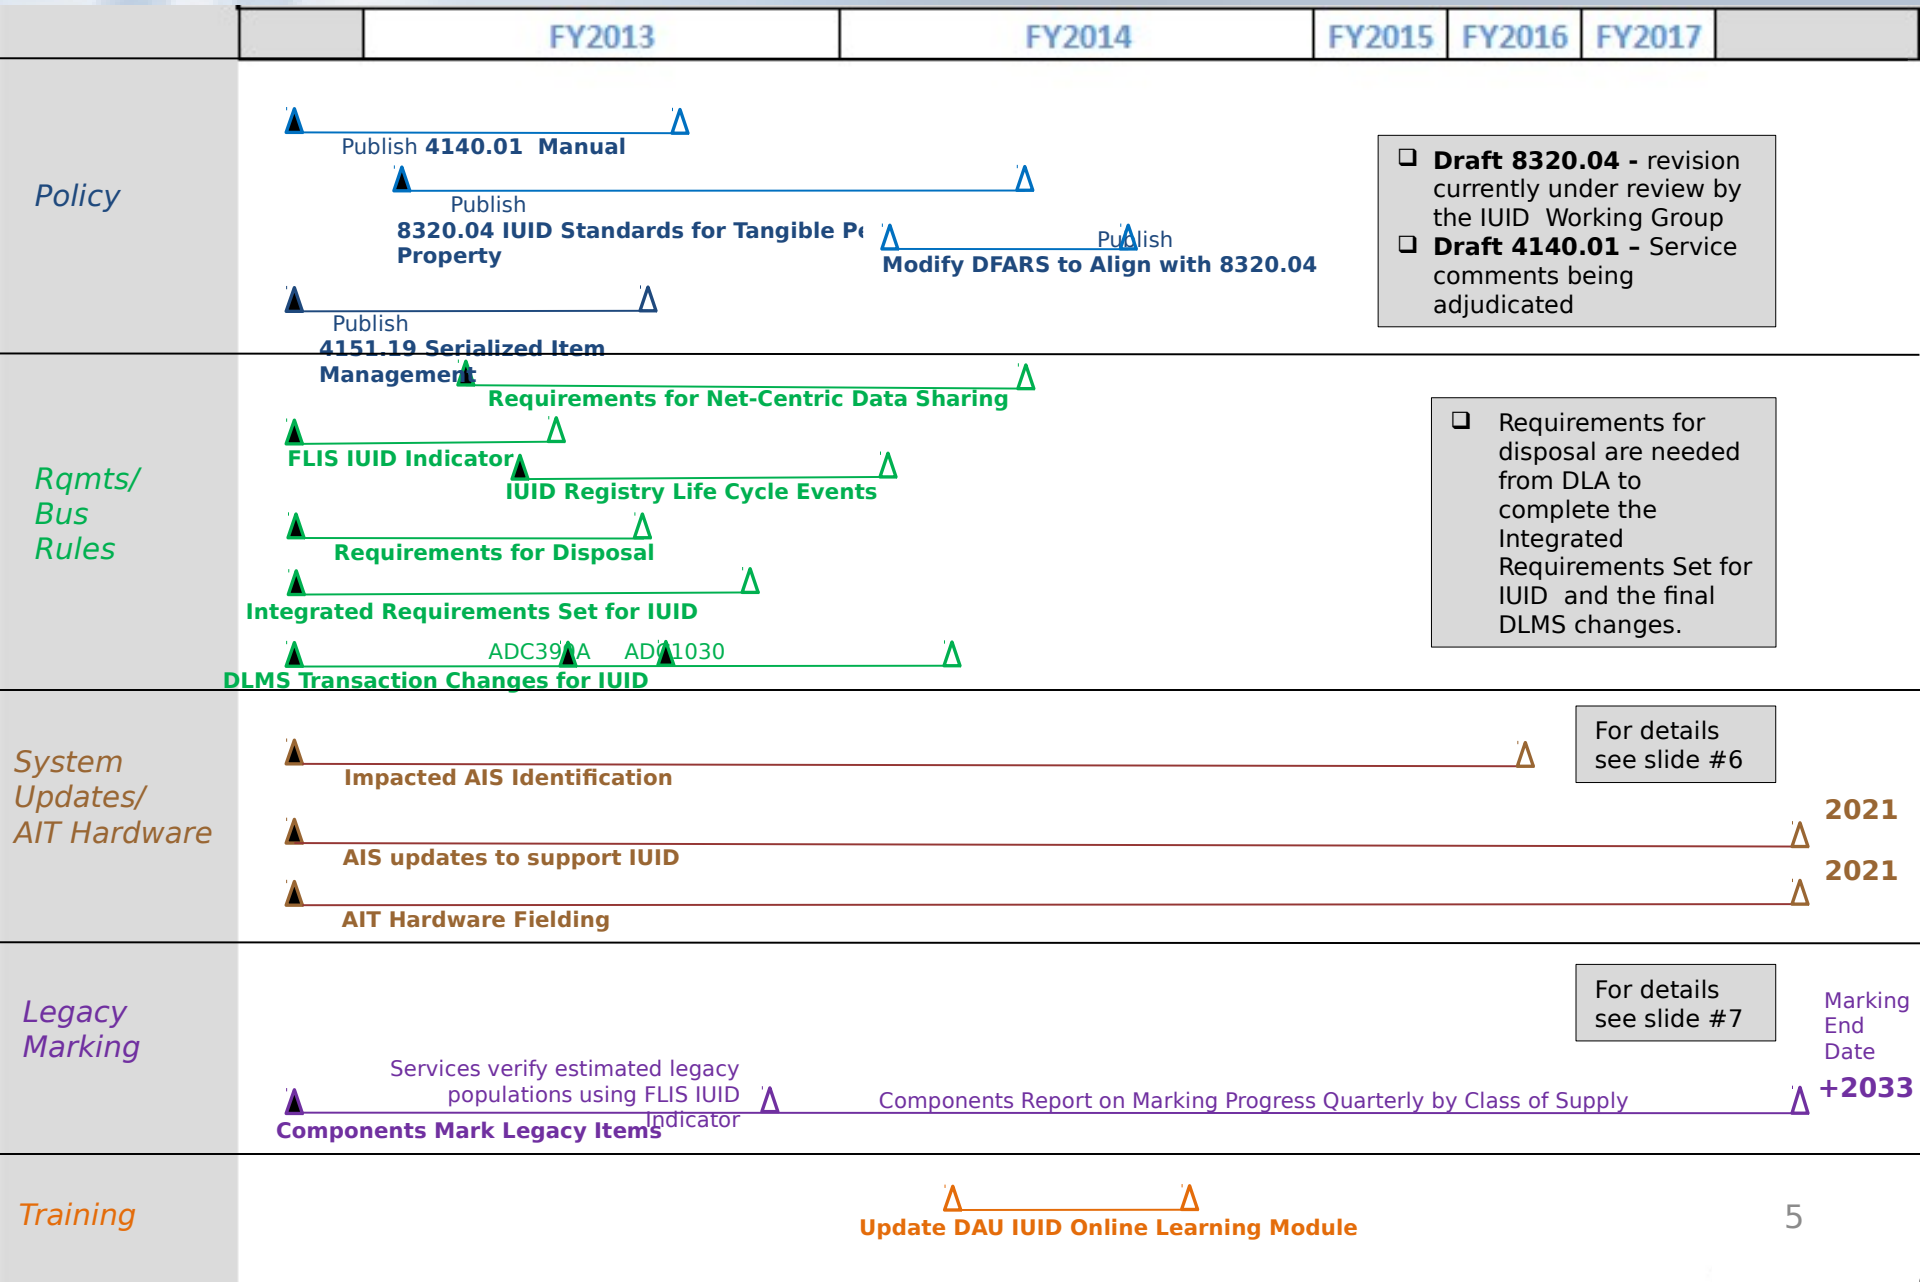 FY2013 FY2014 FY2015 FY2016 FY2017
Policy
Publish 4140.01 Manual
Publish
8320.04 IUID Standards for Tangible
Property
Publish
Modify DFARS to Align with 8320.04
Publish
4151.19 Serialized Item
Management
❑ Draft 8320.04 - revision
currently under review by
the IUID Working Group
❑ Draft 4140.01 – Service
comments being
adjudicated
Rqmts/
Bus
Rules
Requirements for Net-Centric Data Sharing
FLIS IUID Indicator
IUID Registry Life Cycle Events
Requirements for Disposal
Integrated Requirements Set for IUID
ADC1030
DLMS Transaction Changes for IUID
❑ Requirements for
disposal are needed
from DLA to
complete the
Integrated
Requirements Set for
IUID and the final
DLMS changes.
System
Updates/
AIT Hardware
Impacted AIS Identification
For details
see slide #6
AIS updates to support IUID
2021
AIT Hardware Fielding
2021
Legacy
Marking
For details
see slide #7
Services verify estimated legacy
populations using FLIS IUID
Indicator
Components Mark Legacy Items
Components Report on Marking Progress Quarterly by Class of Supply
Marking
End
Date
+2033
Training
Update DAU IUID Online Learning Module
5